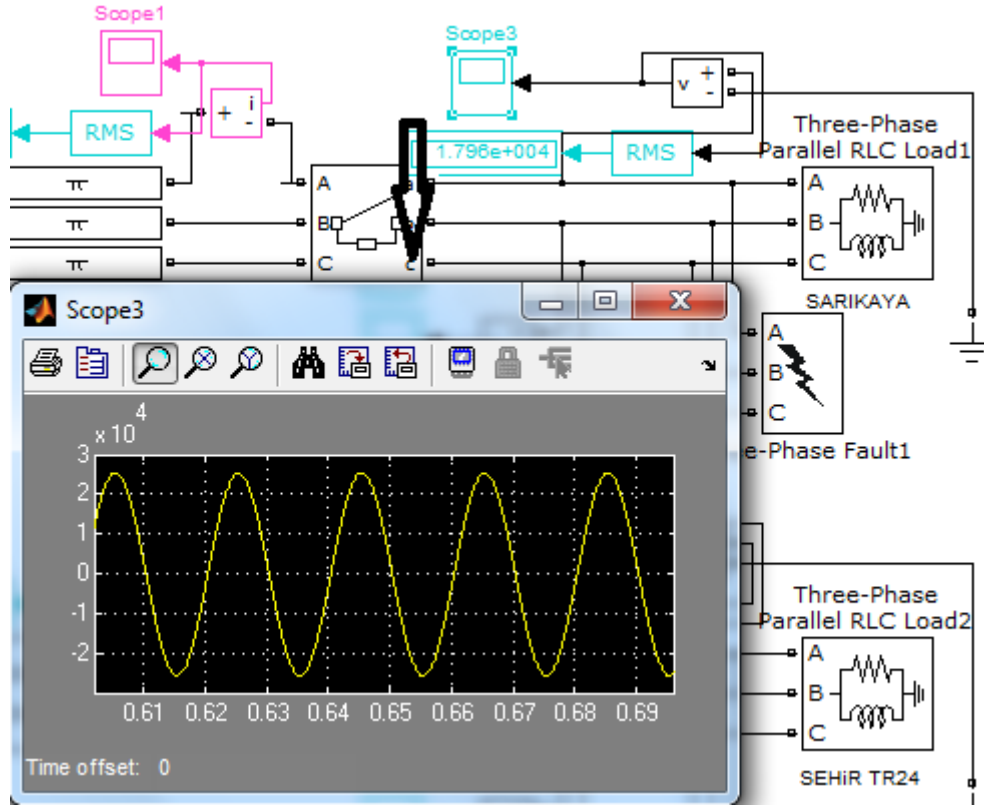 Scope1
Scope3
i
+
-
v
+
-
RMS
1.796e+004
RMS
Three-Phase
Parallel RLC Load1
π
A
A
π
B
B
π
C
c
C
SARIKAYA
Scope3
A
B
C
e-Phase Fault1
x 10
4
3
2
1
0
-1
-2
0.61 0.62 0.63 0.64 0.65 0.66 0.67 0.68 0.69
Time offset: 0
Three-Phase
Parallel RLC Load2
A
B
C
SEHiR TR24